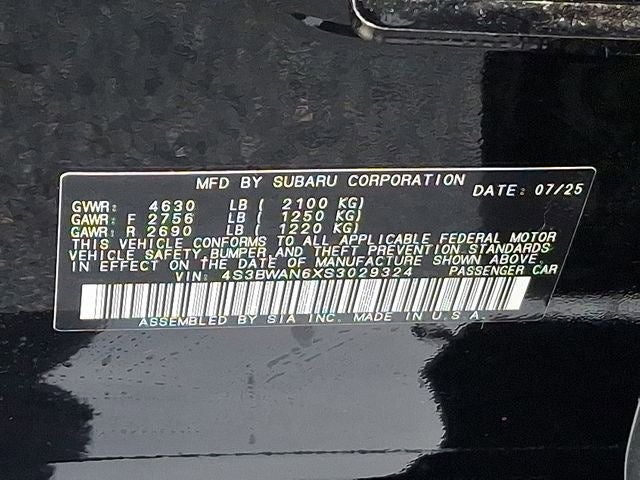 MFD BY SUBARU CORPORATION DATE: 07/25
GVWR: 4630 LB ( 2100 KG)
GAWR: F 2756 LB ( 1250 KG)
GAWR: R 2690 LB ( 1220 KG)
THIS VEHICLE CONFORMS TO ALL APPLICABLE FEDERAL MOTOR
VEHICLE SAFETY, BUMPER, AND THEFT PREVENTION STANDARDS
IN EFFECT ON THE DATE OF MANUFACTURE SHOWN ABOVE.
VIN: 4S3BWAN6XS3029324 PASSENGER CAR
ASSEMBLED BY SIA INC. MADE IN U.S.A.